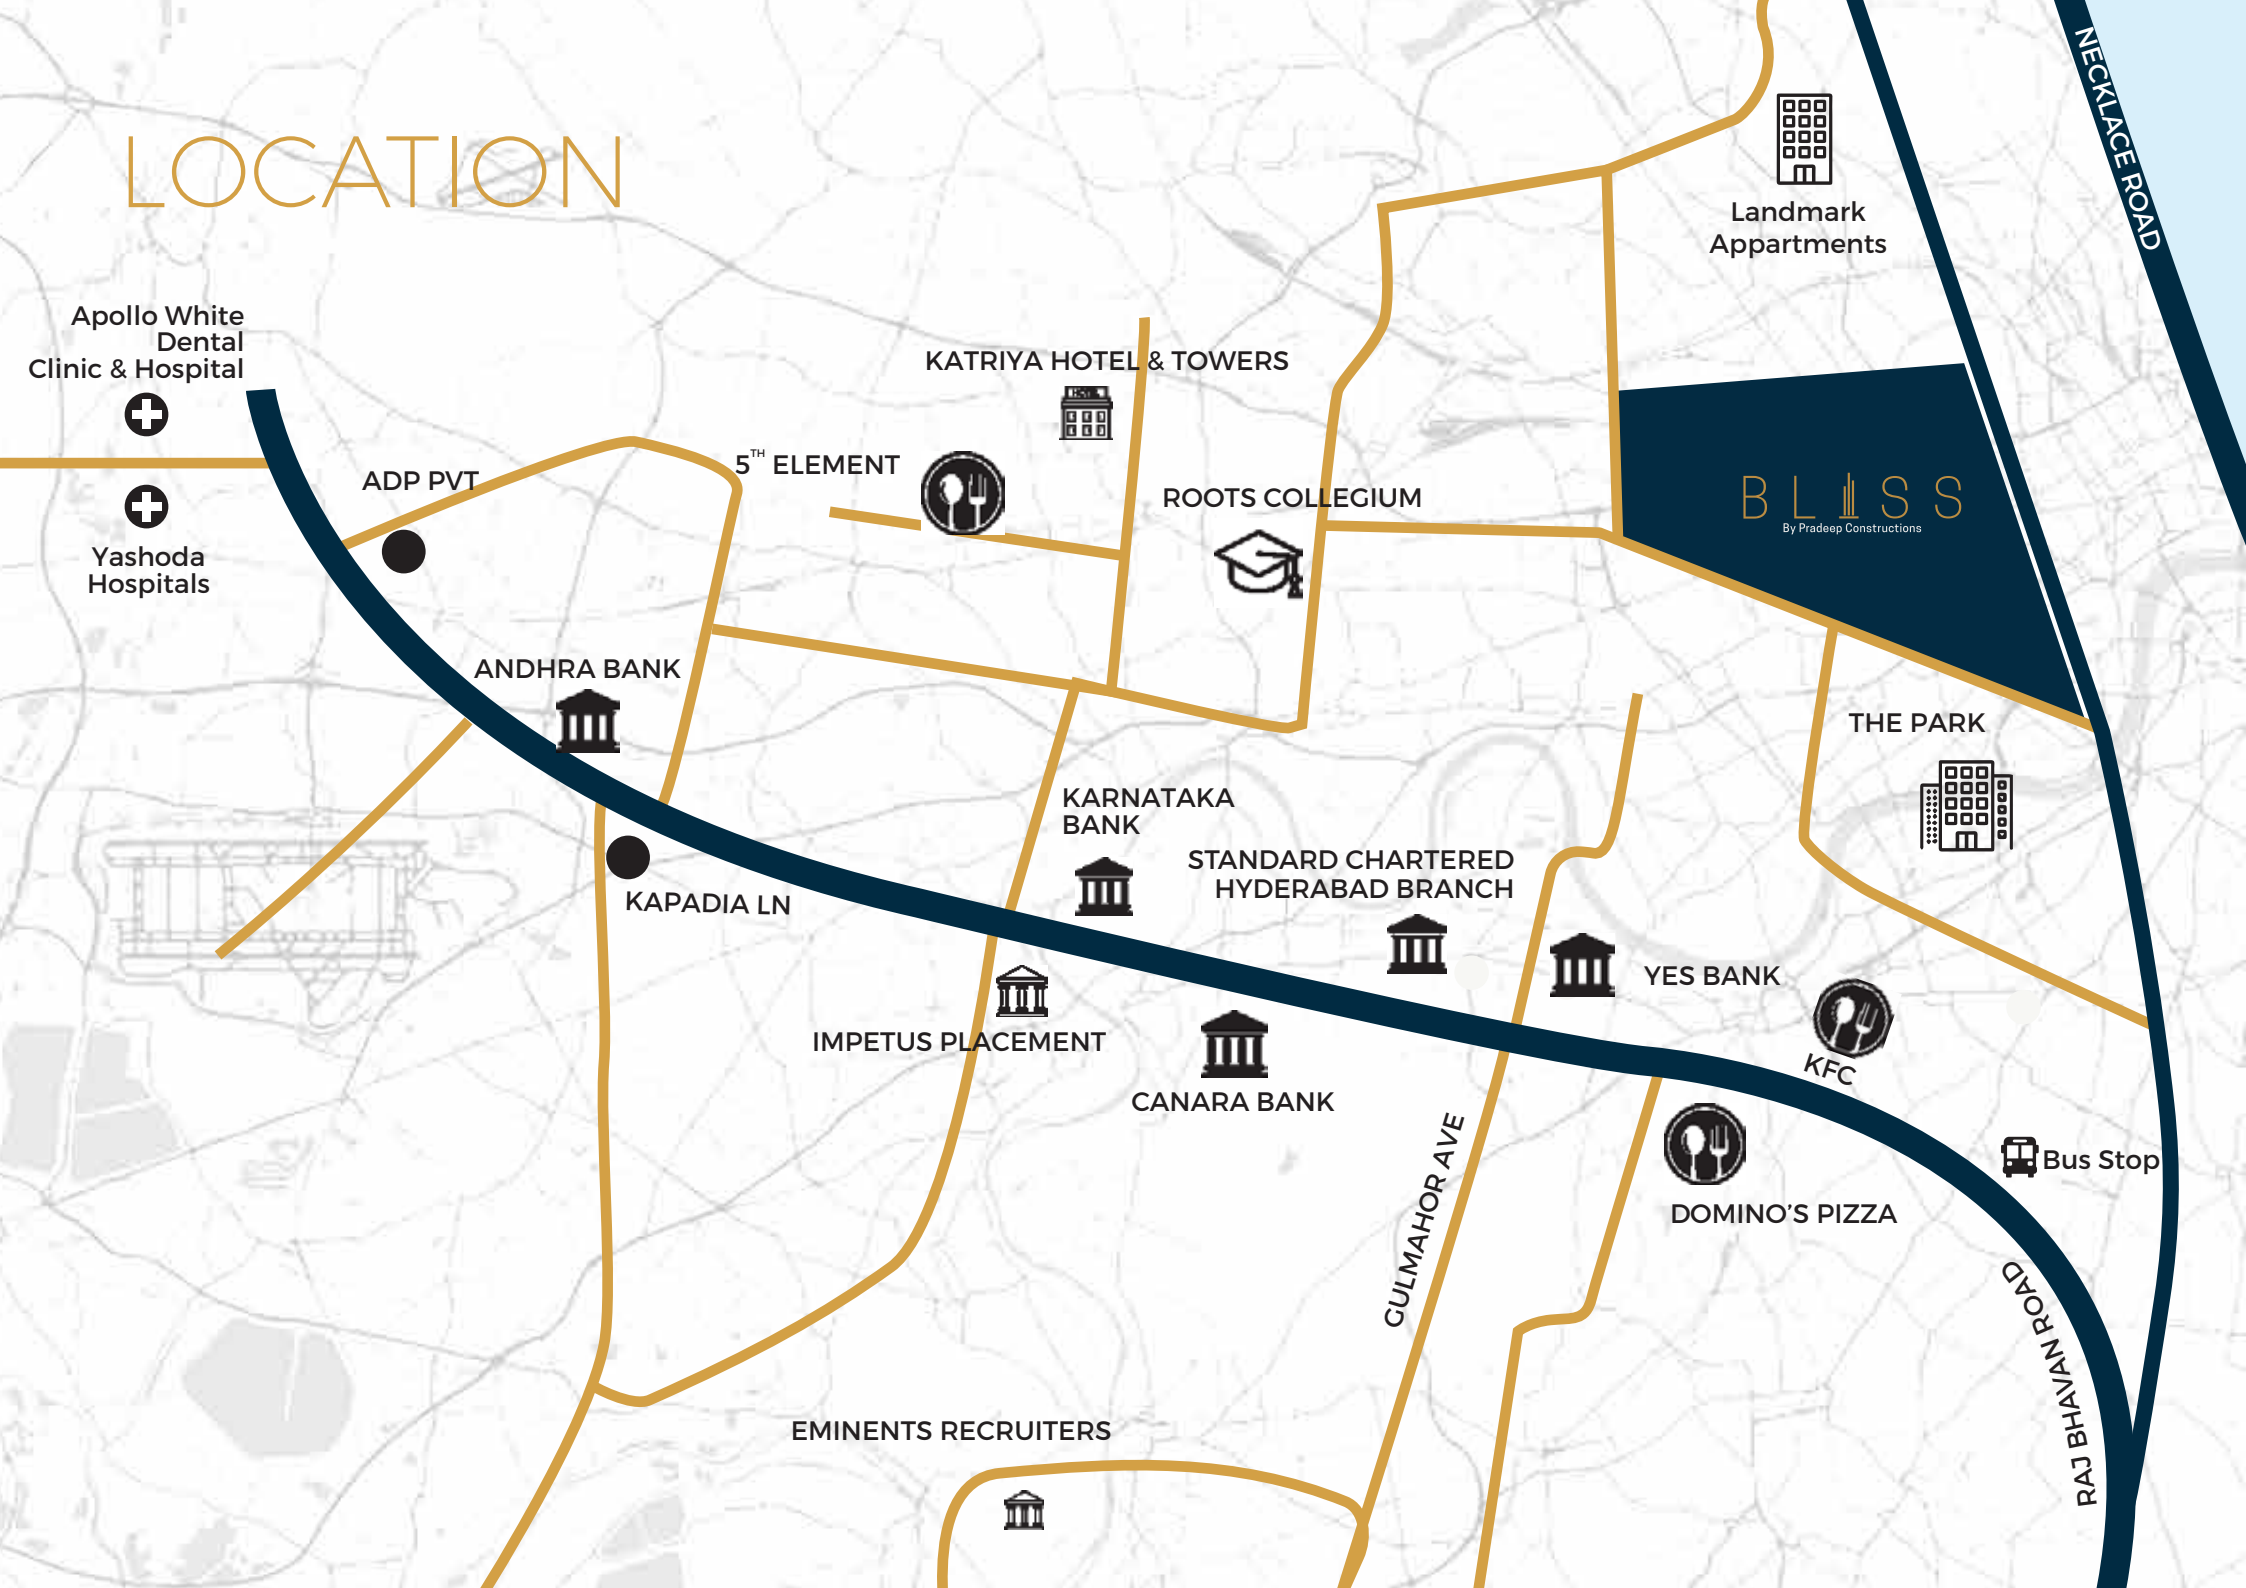 LOCATION
NECKLACE ROAD
Landmark
Appartments
Apollo White
Dental
Clinic & Hospital
Yashoda
Hospitals
ADP PVT
KATRIYA HOTEL & TOWERS
HOTEL
5TH ELEMENT
ROOTS COLLEGIUM
BLISS
By Pradeep Constructions
ANDHRA BANK
THE PARK
KARNATAKA
BANK
STANDARD CHARTERED
HYDERABAD BRANCH
KAPADIA LN
YES BANK
IMPETUS PLACEMENT
KFC
CANARA BANK
GULMAHOR AVE
Bus Stop
DOMINO’S PIZZA
RAJ BHAVAN ROAD
EMINENTS RECRUITERS